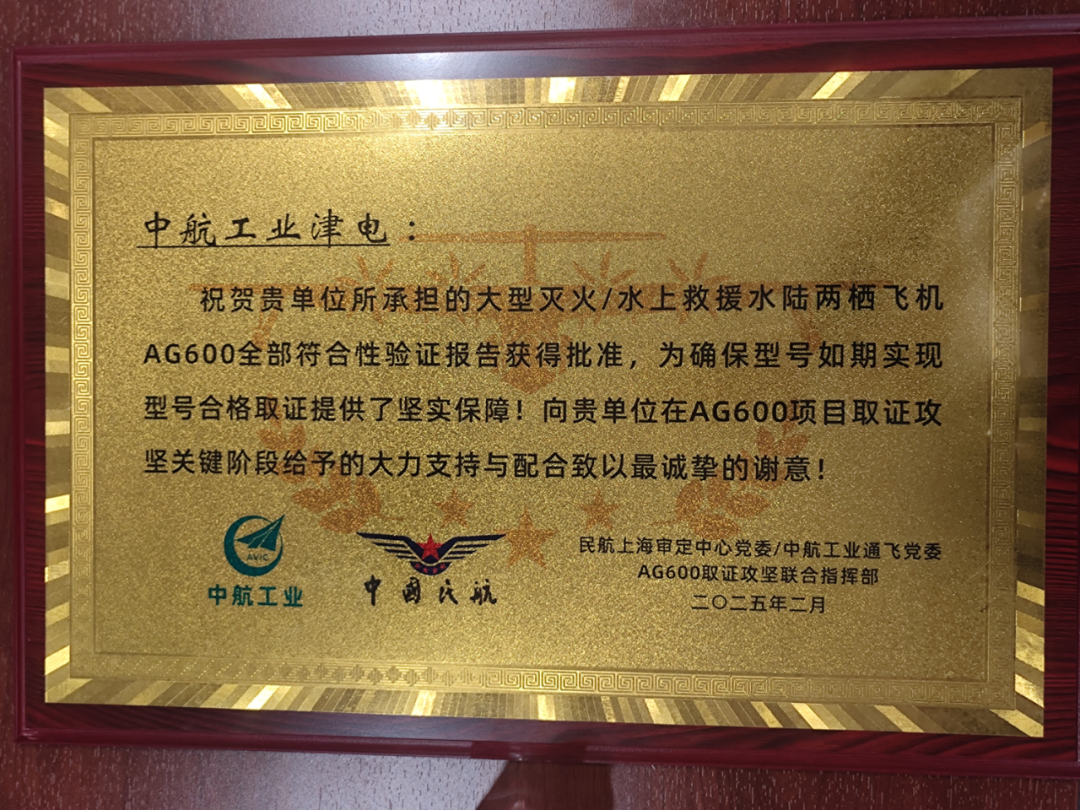 中航工业津电：
祝贺贵单位所承担的大型灭火/水上救援水陆两栖飞机
AG600全部符合性验证报告获得批准，为确保型号如期实现
型号合格取证提供了坚实保障！向贵单位在AG600项目取证攻
坚关键阶段给予的大力支持与配合致以最诚挚的谢意！
AVIC
中航工业
中国民航
民航上海审定中心党委/中航工业通飞党委
AG600取证攻坚联合指挥部
二〇二五年二月